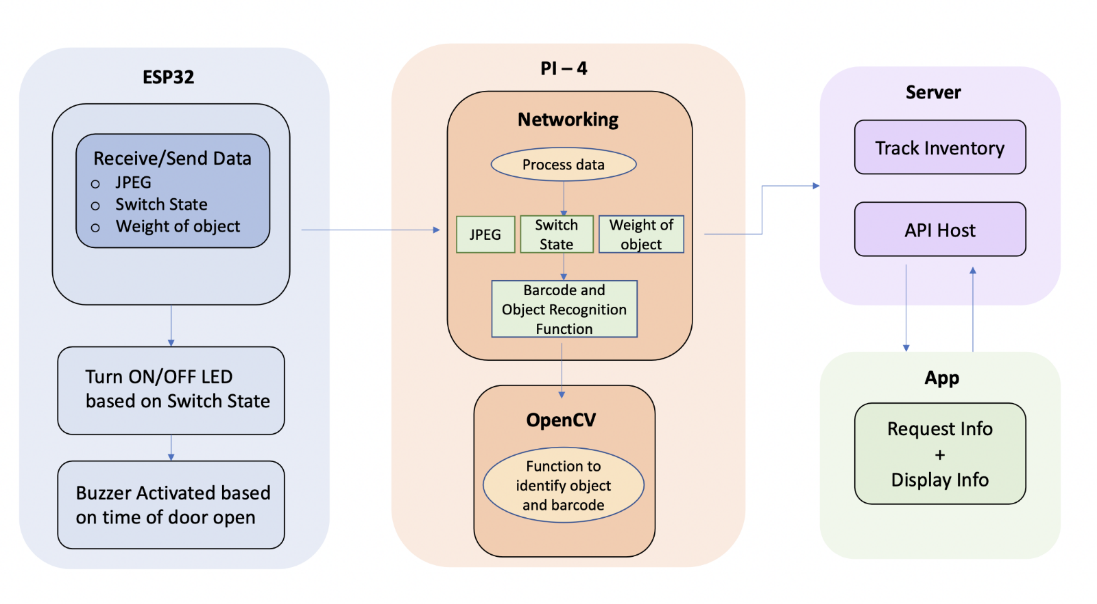 ESP32
Receive/Send Data
○ JPEG
○ Switch State
○ Weight of object
Turn ON/OFF LED
based on Switch State
Buzzer Activated based
on time of door open
PI – 4
Networking
Process data
JPEG
Switch
State
Weight of
object
Barcode and
Object Recognition
Function
OpenCV
Function to
identify object
and barcode
Server
Track Inventory
API Host
App
Request Info
+
Display Info